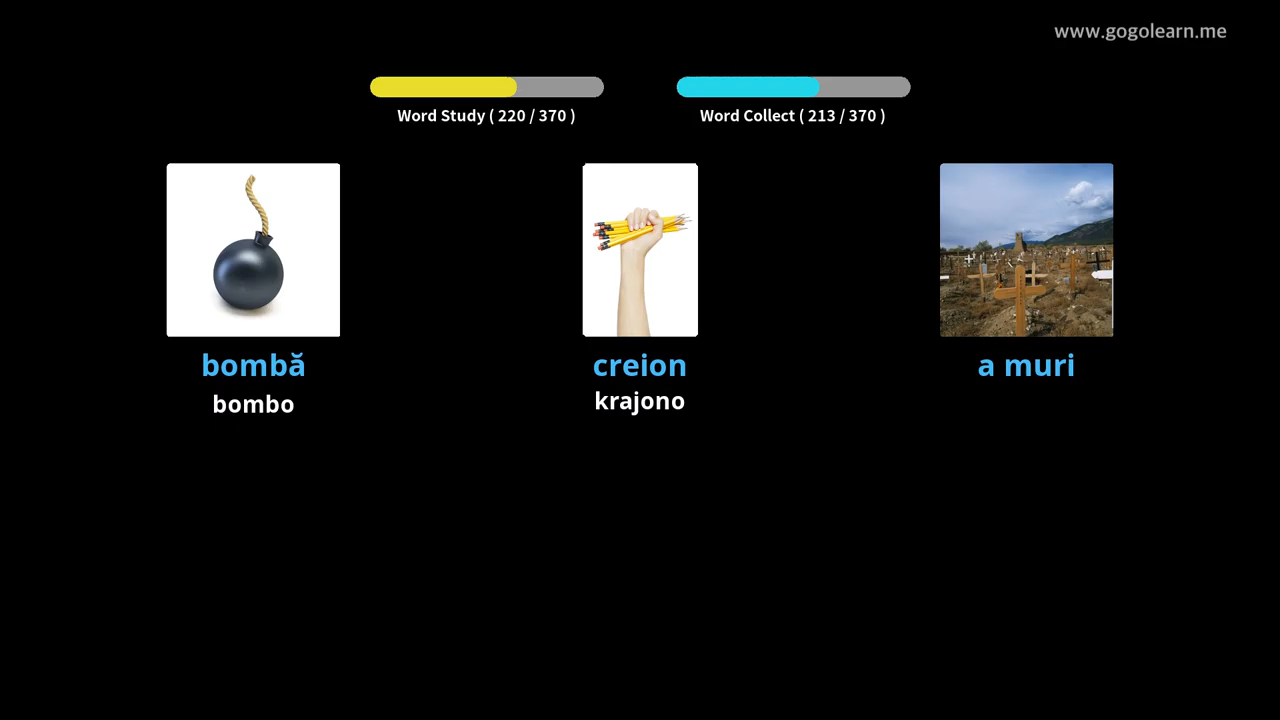 www.gogolearn.me
Word Study ( 220 / 370 )
Word Collect ( 213 / 370 )
bombă
creion
a muri
bombo
krajono